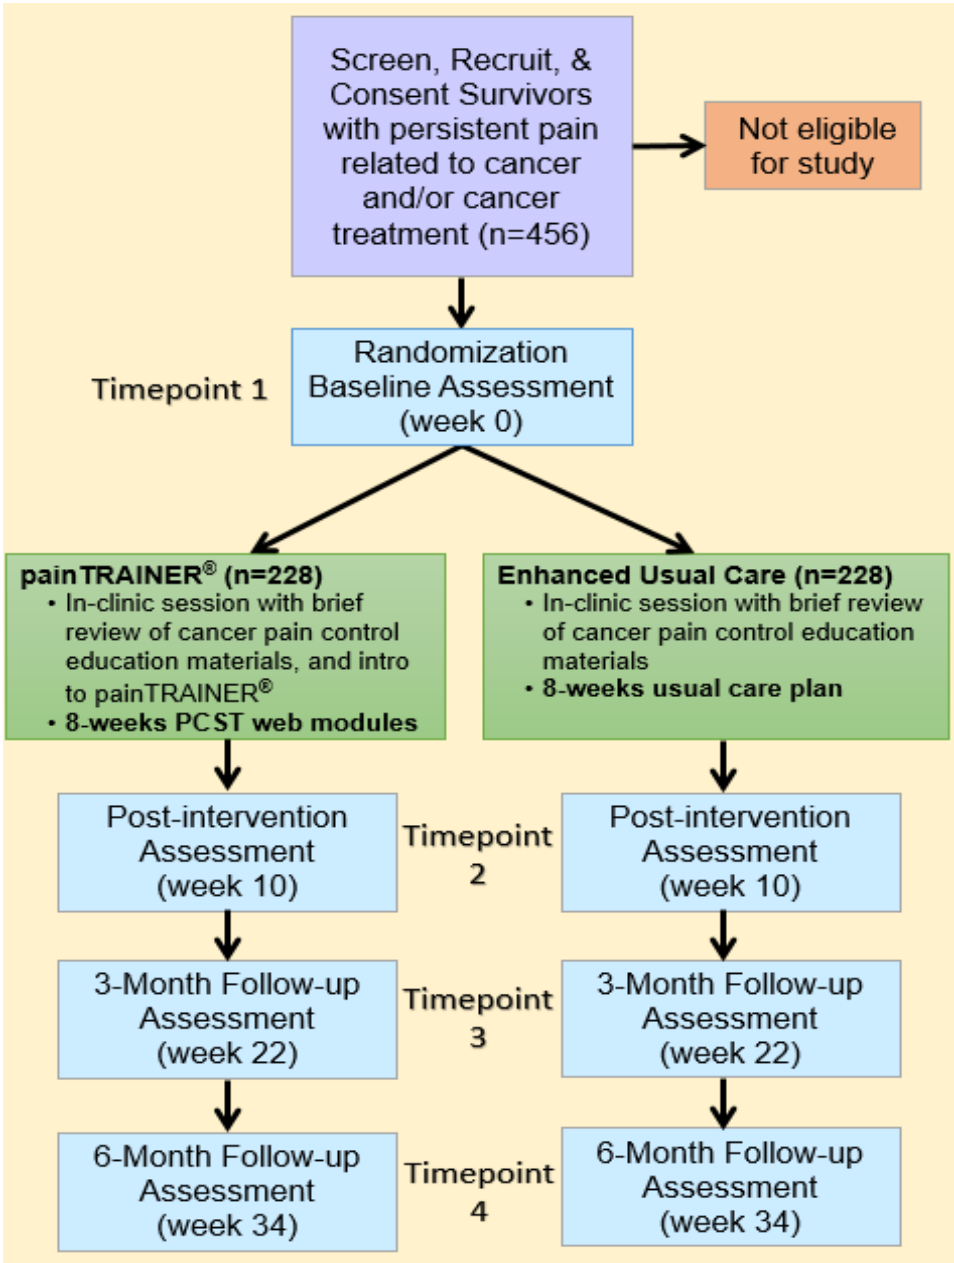 Screen, Recruit, &
Consent Survivors
with persistent pain
related to cancer
and/or cancer
treatment (n=456)
Not eligible
for study
Timepoint 1
Randomization
Baseline Assessment
(week 0)
painTRAINER® (n=228)
• In-clinic session with brief
review of cancer pain control
education materials, and intro
to painTRAINER®
• 8-weeks PCST web modules
Enhanced Usual Care (n=228)
• In-clinic session with brief review
of cancer pain control education
materials
• 8-weeks usual care plan
Post-intervention
Assessment
(week 10)
Timepoint
2
Post-intervention
Assessment
(week 10)
3-Month Follow-up
Assessment
(week 22)
Timepoint
3
3-Month Follow-up
Assessment
(week 22)
6-Month Follow-up
Assessment
(week 34)
Timepoint
4
6-Month Follow-up
Assessment
(week 34)